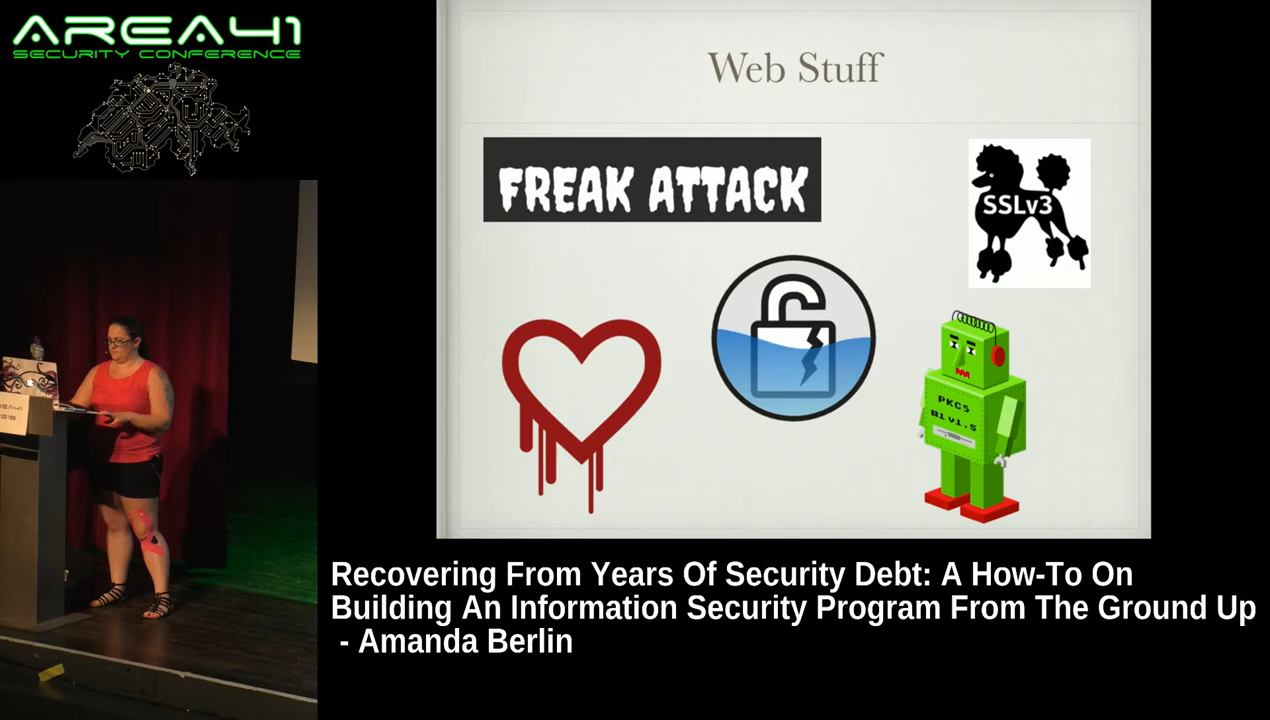 AREA41
SECURITY CONFERENCE
Web Stuff
FREAK ATTACK
SSLv3
PKCS
#1 v1.5
AREA41
Recovering From Years Of Security Debt: A How-To On
Building An Information Security Program From The Ground Up
- Amanda Berlin